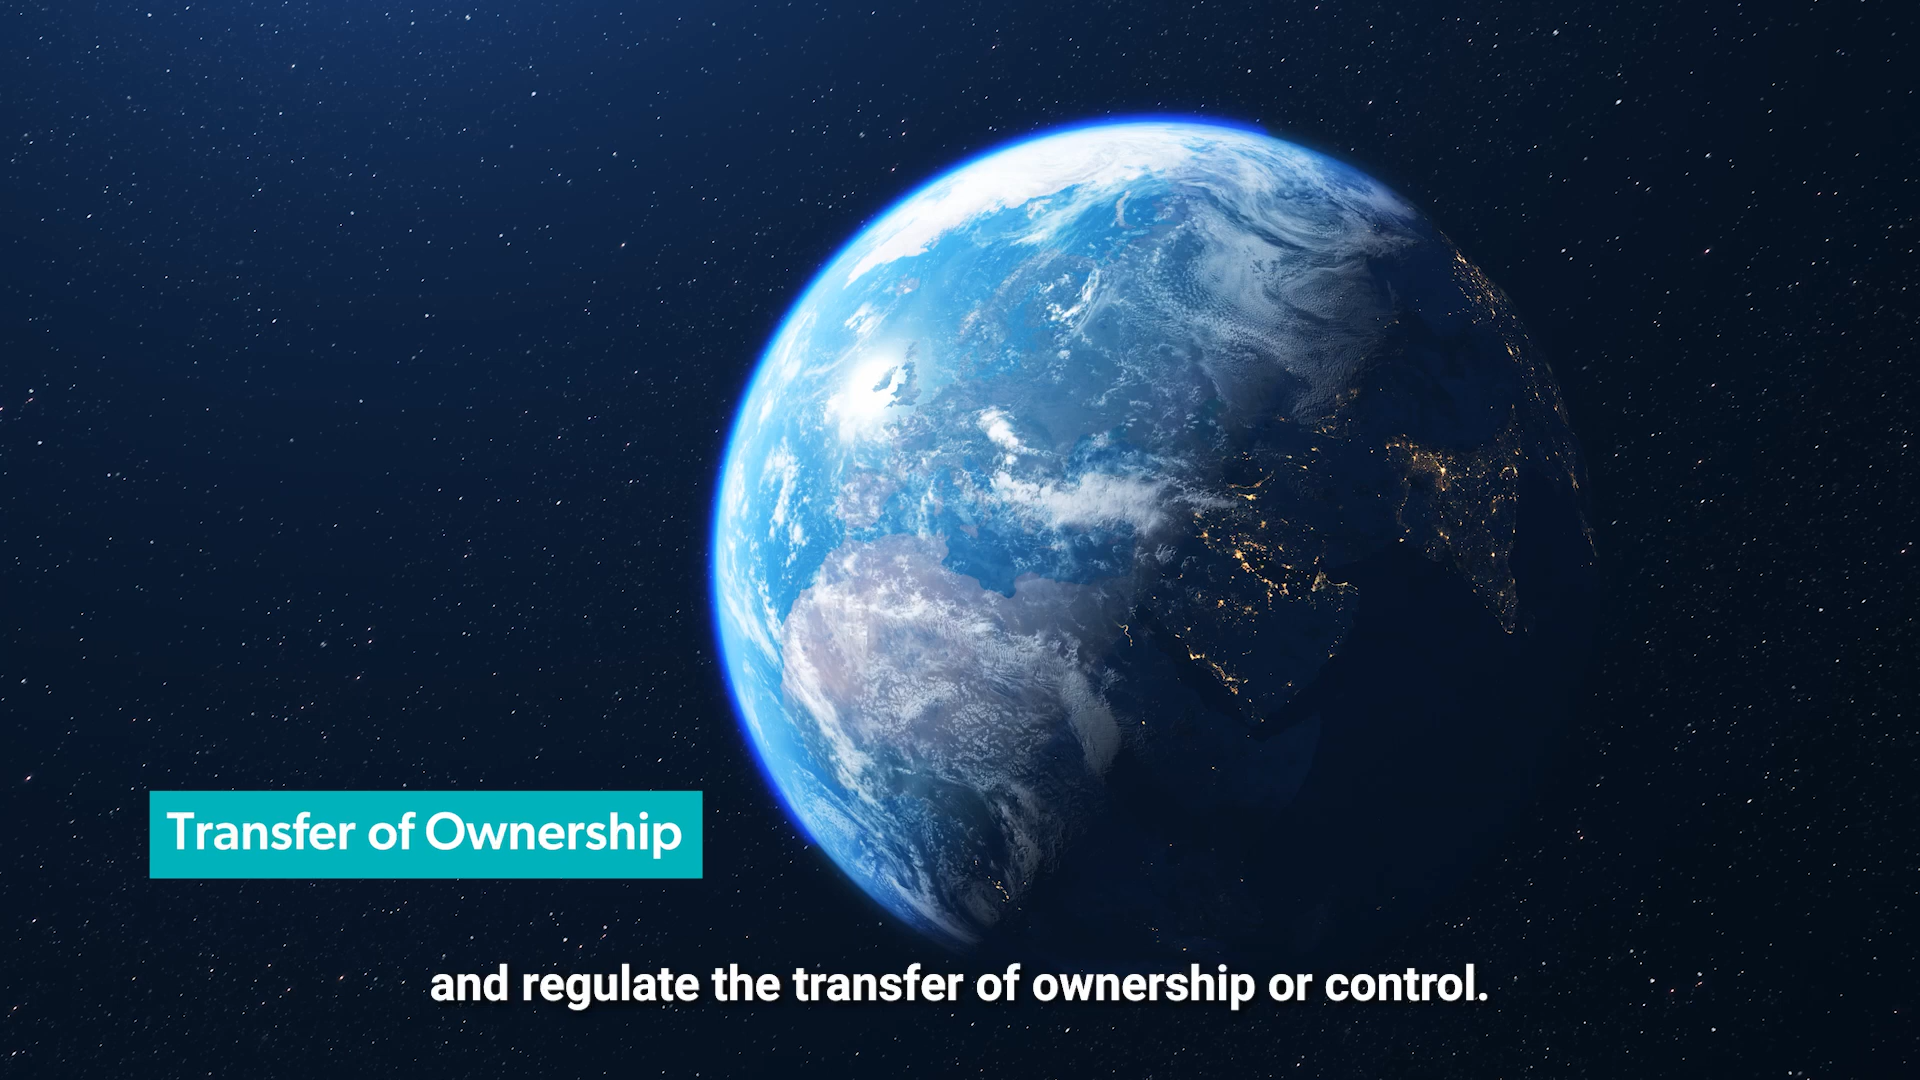 Transfer of Ownership
and regulate the transfer of ownership or control.